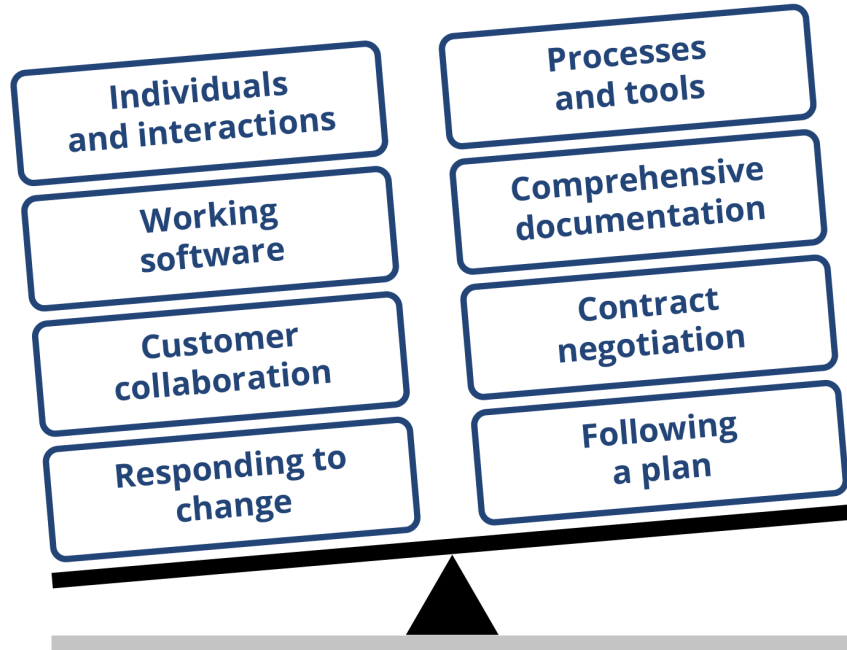 Individuals
and interactions
Working
software
Customer
collaboration
Responding to
change
Processes
and tools
Comprehensive
documentation
Contract
negotiation
Following
a plan